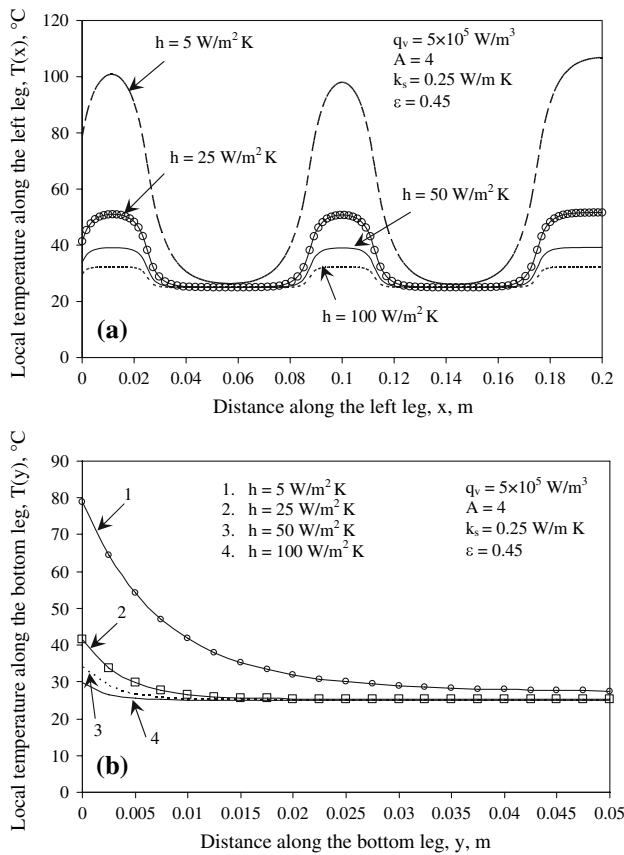 Local temperature along the left leg, T(x), °C
120
100
80
60
40
20
0
h = 5 W/m² K
h = 25 W/m² K
h = 50 W/m² K
h = 100 W/m² K
qᵥ = 5×10⁵ W/m³
A = 4
kₛ = 0.25 W/m K
ε = 0.45
(a)
0 0.02 0.04 0.06 0.08 0.1 0.12 0.14 0.16 0.18 0.2
Distance along the left leg, x, m
Local temperature along the bottom leg, T(y), °C
90
80
70
60
50
40
30
20
10
0
1
2
3
4
1. h = 5 W/m² K
2. h = 25 W/m² K
3. h = 50 W/m² K
4. h = 100 W/m² K
qᵥ = 5×10⁵ W/m³
A = 4
kₛ = 0.25 W/m K
ε = 0.45
(b)
0 0.005 0.01 0.015 0.02 0.025 0.03 0.035 0.04 0.045 0.05
Distance along the bottom leg, y, m